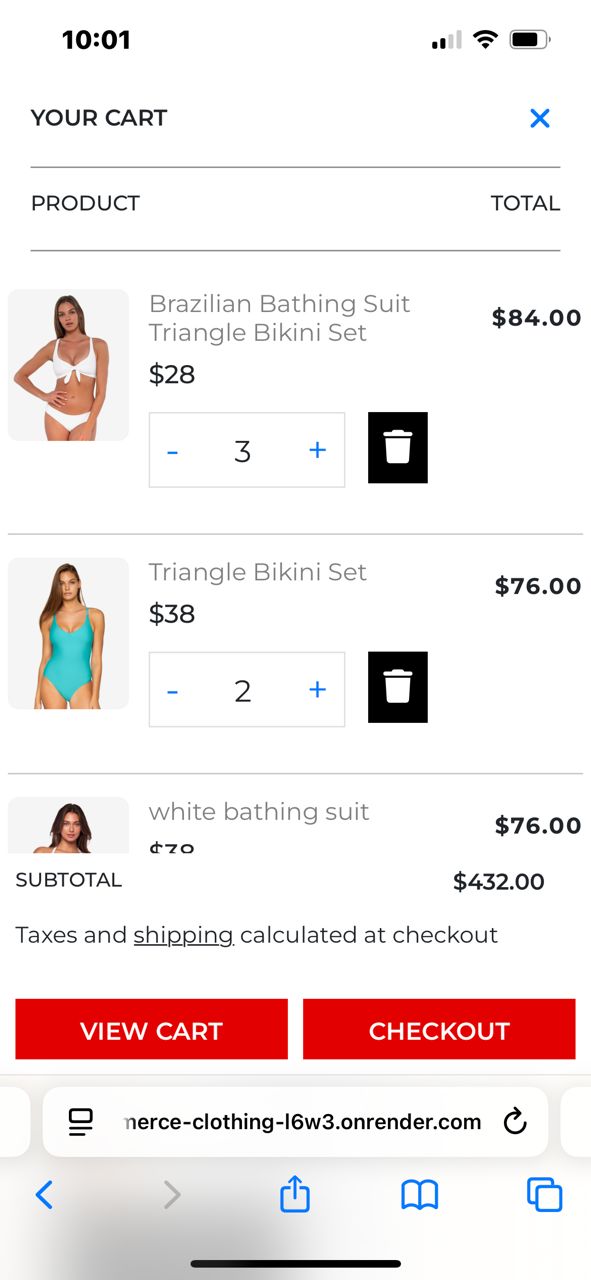 10:01
YOUR CART
PRODUCT TOTAL
Brazilian Bathing Suit
Triangle Bikini Set
$84.00
$28
- 3 +
Triangle Bikini Set
$76.00
$38
- 2 +
white bathing suit
$76.00
$38
SUBTOTAL $432.00
Taxes and shipping calculated at checkout
VIEW CART CHECKOUT
merce-clothing-l6w3.onrender.com